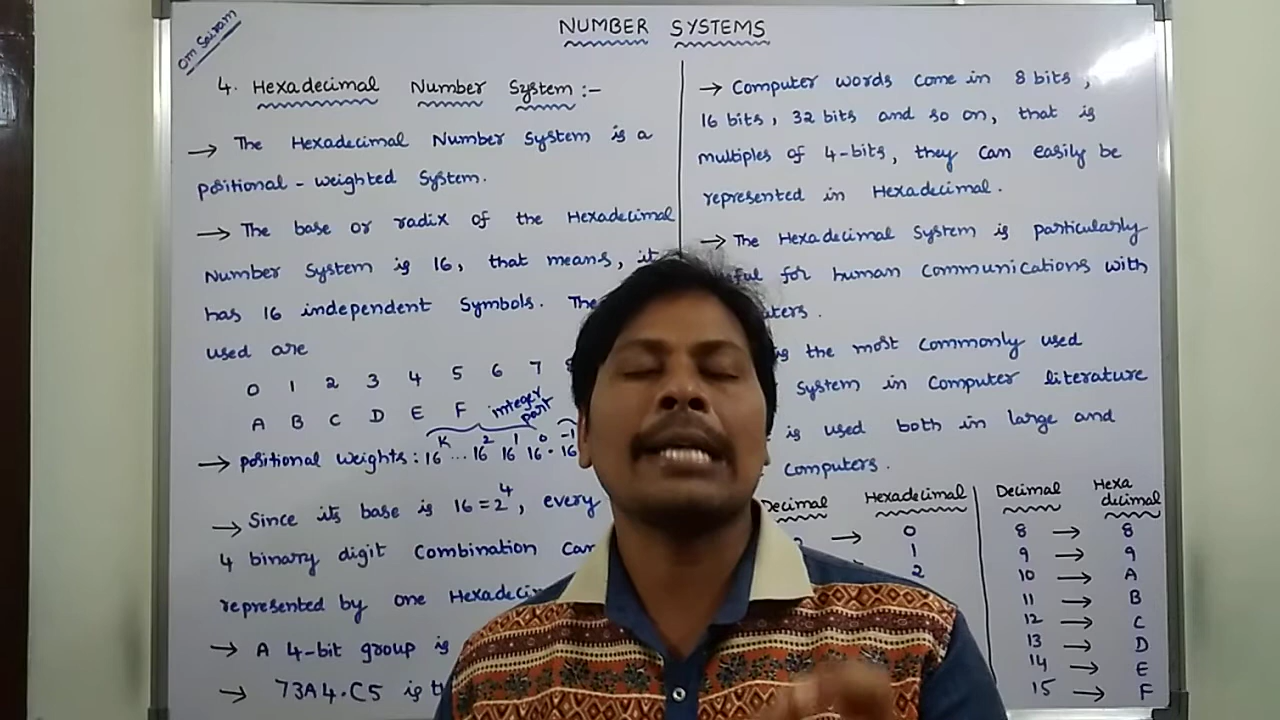 Om Sairam
NUMBER SYSTEMS
4. Hexadecimal Number System :-
→ The Hexadecimal Number System is a
positional - weighted System.
→ The base or radix of the Hexadecimal
Number System is 16, that means, it
has 16 independent Symbols. The
used are
0 1 2 3 4 5 6 7
A B C D E F
integer part
→ positional weights : 16^K ... 16^2 16^1 16^0 . 16^-1
→ Since its base is 16 = 2^4, every
4 binary digit Combination Can
represented by one
→ A 4-bit group is
→ 73A4.C5 is
→ Computer words come in 8 bits,
16 bits, 32 bits and so on, that is
multiples of 4-bits, they can easily be
represented in Hexadecimal.
→ The Hexadecimal System is particularly
for human communications with
is the most commonly used
system in computer literature
is used both in large and
computers.
Decimal Hexadecimal
→ 0
1
2
Decimal Hexa decimal
8 → 8
9 → 9
10 → A
11 → B
12 → C
13 → D
14 → E
15 → F